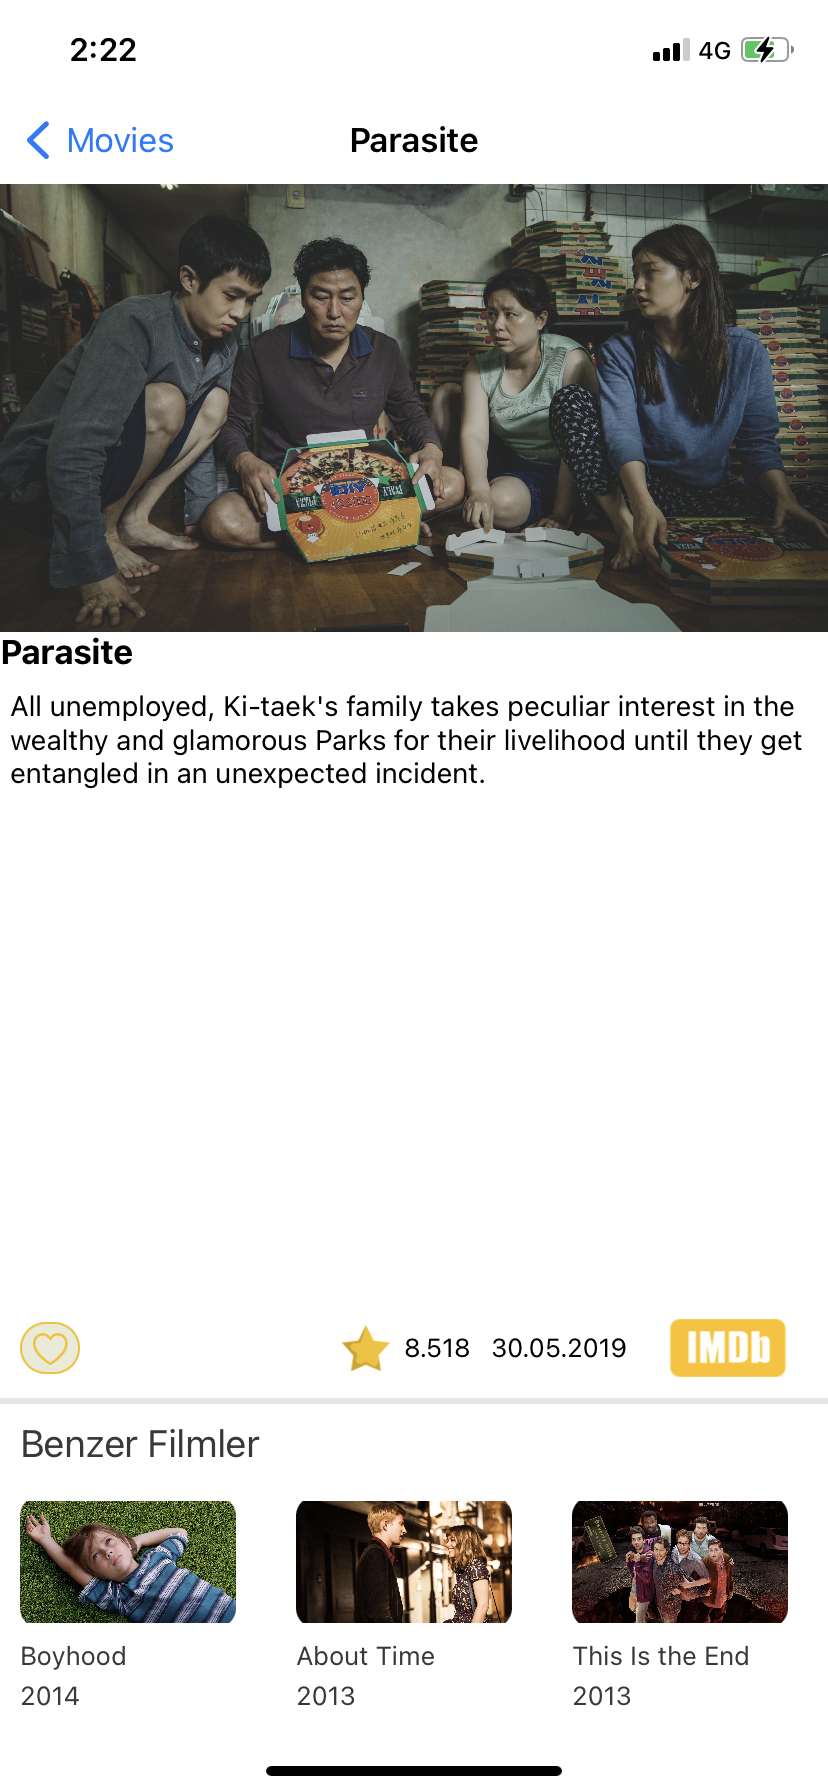 2:22
4G
Movies
Parasite
Parasite
All unemployed, Ki-taek's family takes peculiar interest in the
wealthy and glamorous Parks for their livelihood until they get
entangled in an unexpected incident.
8.518 30.05.2019
IMDb
Benzer Filmler
Boyhood
2014
About Time
2013
This Is the End
2013